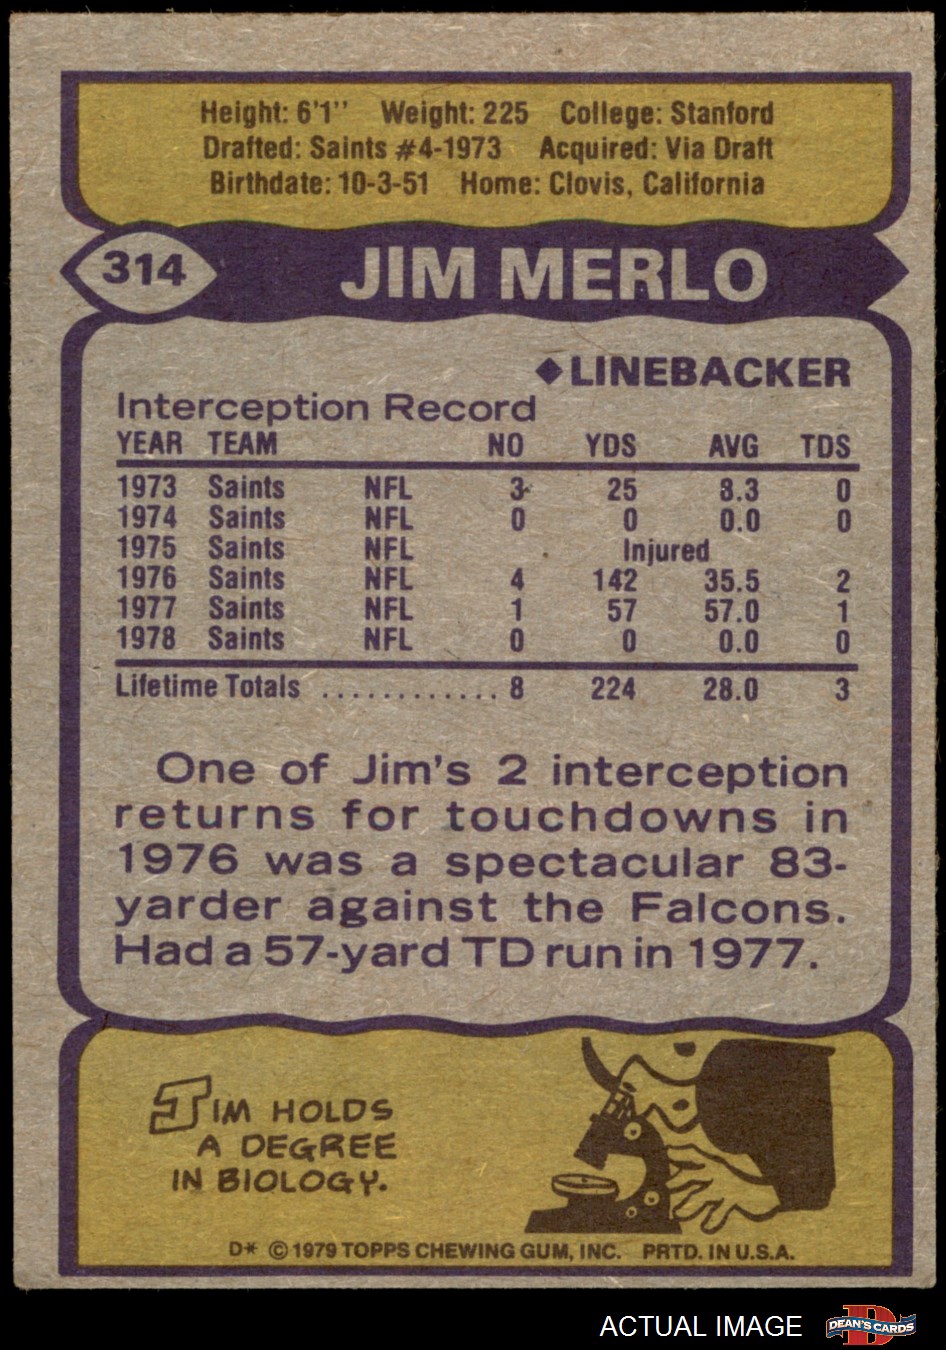 Height: 6'1'' Weight: 225 College: Stanford
Drafted: Saints #4-1973 Acquired: Via Draft
Birthdate: 10-3-51 Home: Clovis, California
314 JIM MERLO
◆LINEBACKER
Interception Record
YEAR TEAM NO YDS AVG TDS
1973 Saints NFL 3 25 8.3 0
1974 Saints NFL 0 0 0.0 0
1975 Saints NFL Injured
1976 Saints NFL 4 142 35.5 2
1977 Saints NFL 1 57 57.0 1
1978 Saints NFL 0 0 0.0 0
Lifetime Totals ............ 8 224 28.0 3
One of Jim's 2 interception
returns for touchdowns in
1976 was a spectacular 83-
yarder against the Falcons.
Had a 57-yard TD run in 1977.
JIM HOLDS
A DEGREE
IN BIOLOGY.
D* © 1979 TOPPS CHEWING GUM, INC. PRTD. IN U.S.A.
ACTUAL IMAGE D DEAN'S CARDS